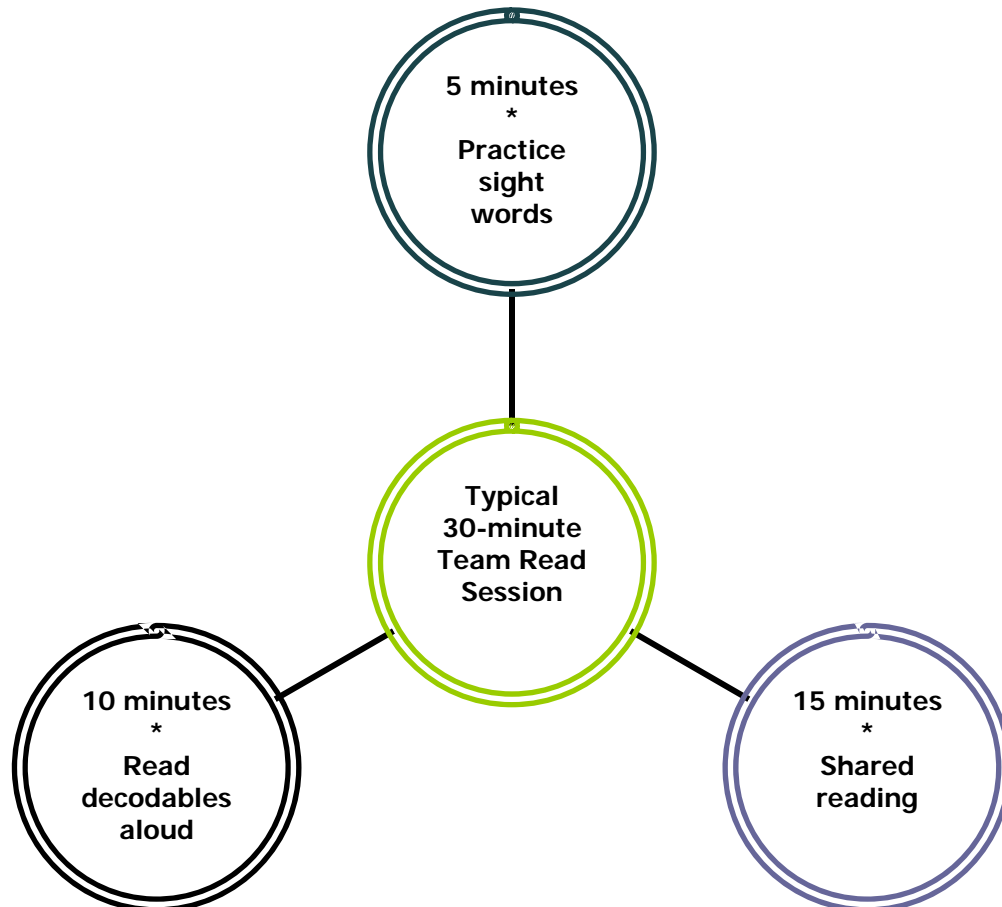 5 minutes
*
Practice
sight
words
Typical
30-minute
Team Read
Session
10 minutes
*
Read
decodables
aloud
15 minutes
*
Shared
reading